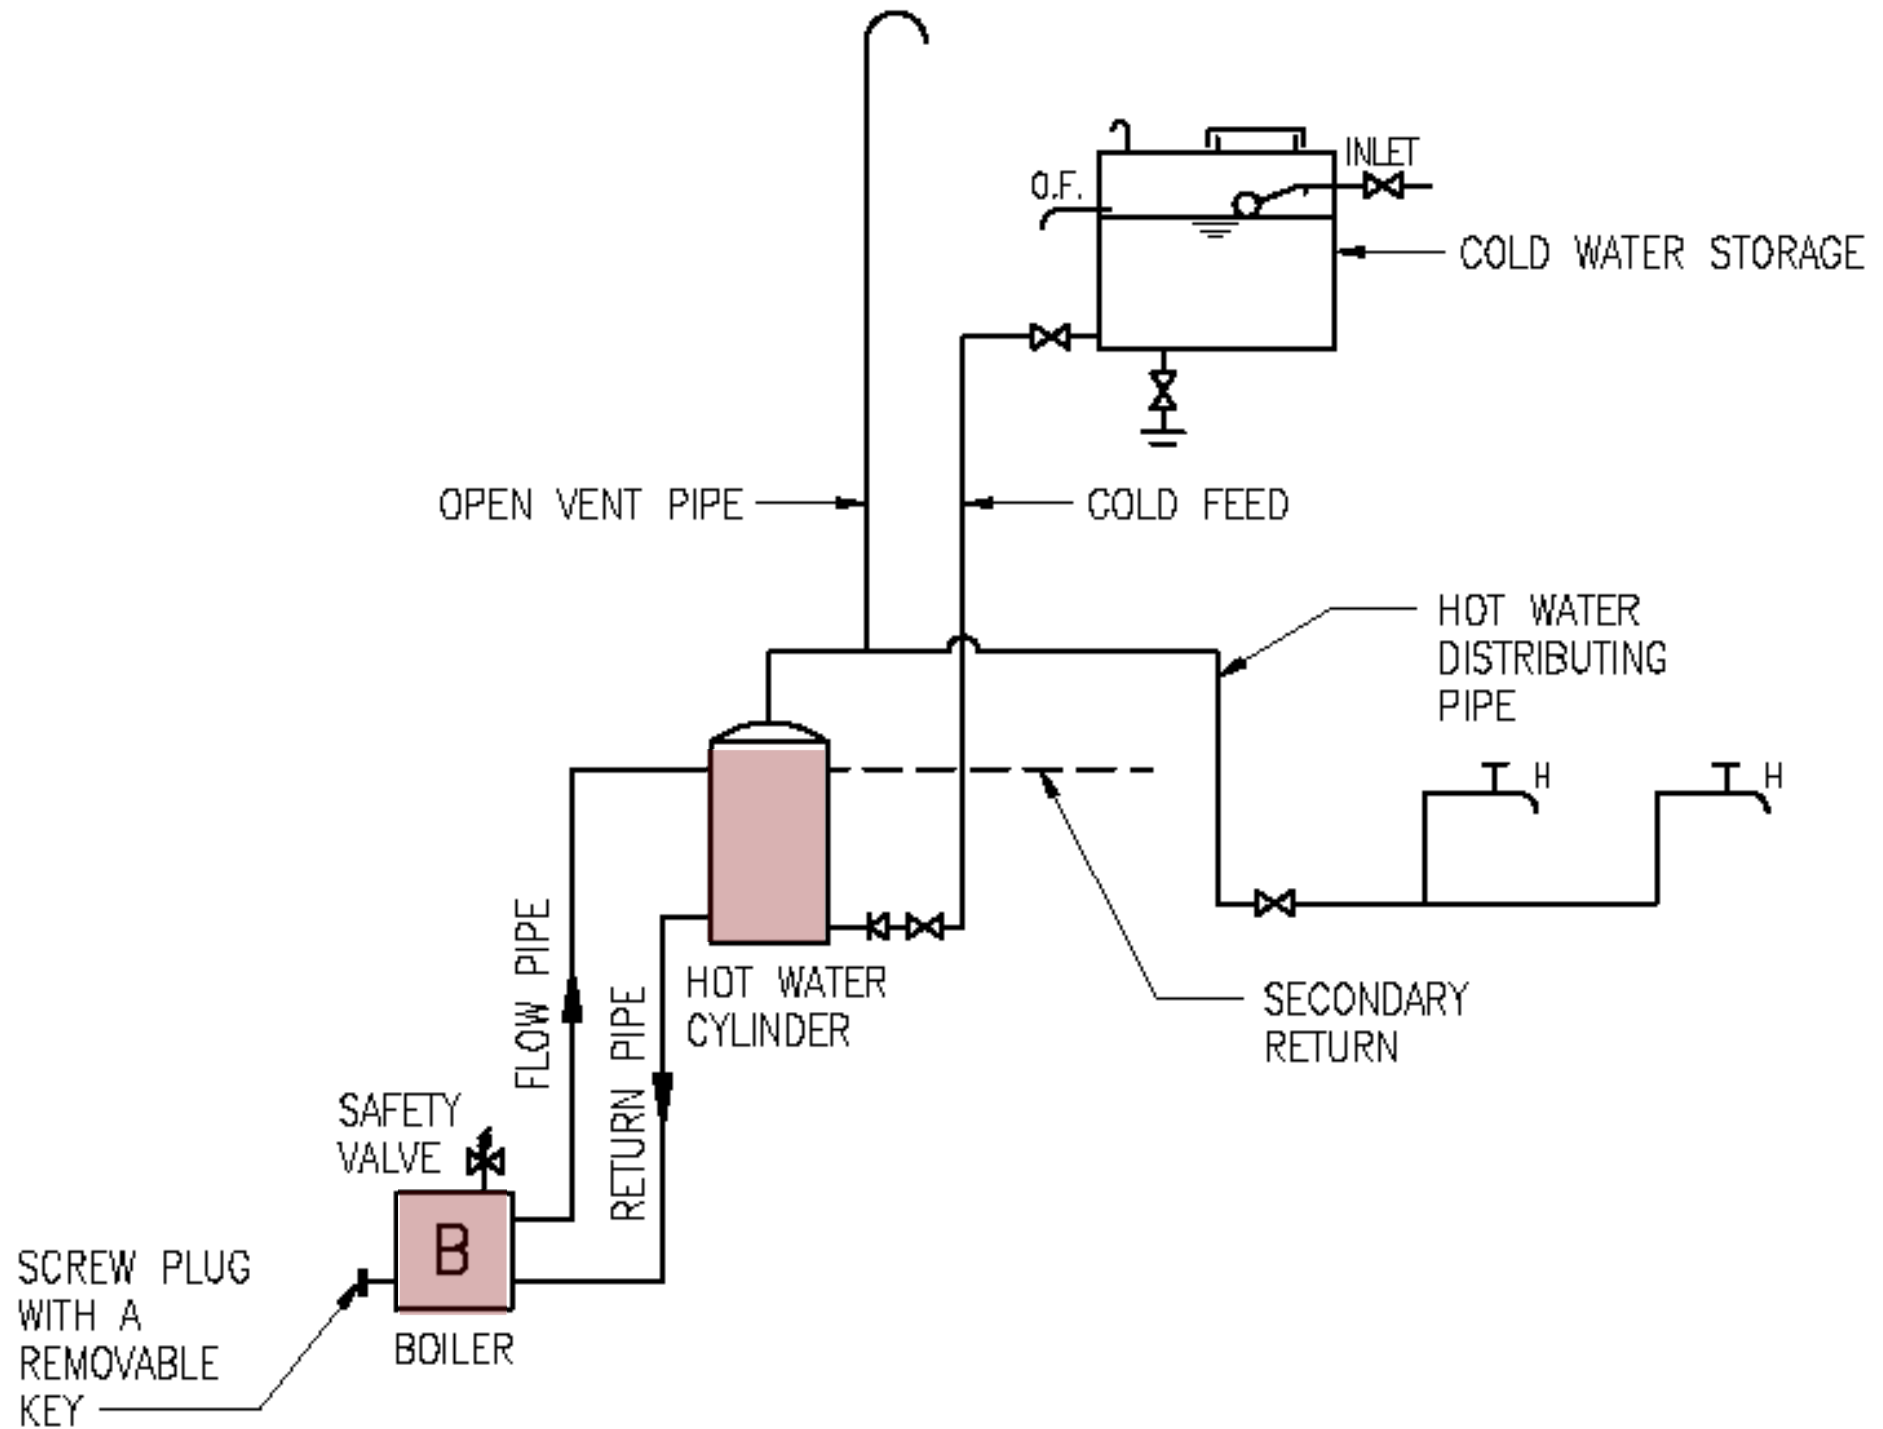 INLET
O.F.
COLD WATER STORAGE
OPEN VENT PIPE
COLD FEED
HOT WATER
DISTRIBUTING
PIPE
H
H
FLOW PIPE
RETURN PIPE
HOT WATER
CYLINDER
SECONDARY
RETURN
SAFETY
VALVE
B
BOILER
SCREW PLUG
WITH A
REMOVABLE
KEY